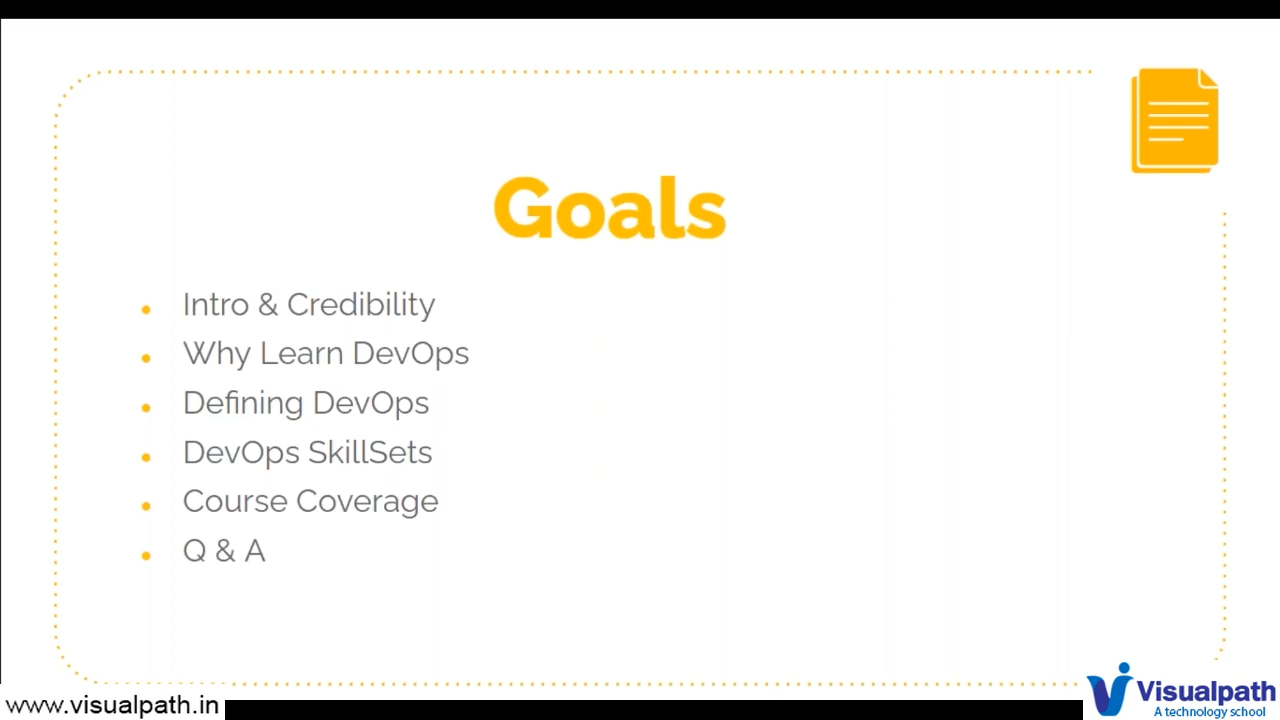 Goals
Intro & Credibility
Why Learn DevOps
Defining DevOps
DevOps SkillSets
Course Coverage
Q & A
www.visualpath.in
Visualpath
A technology school